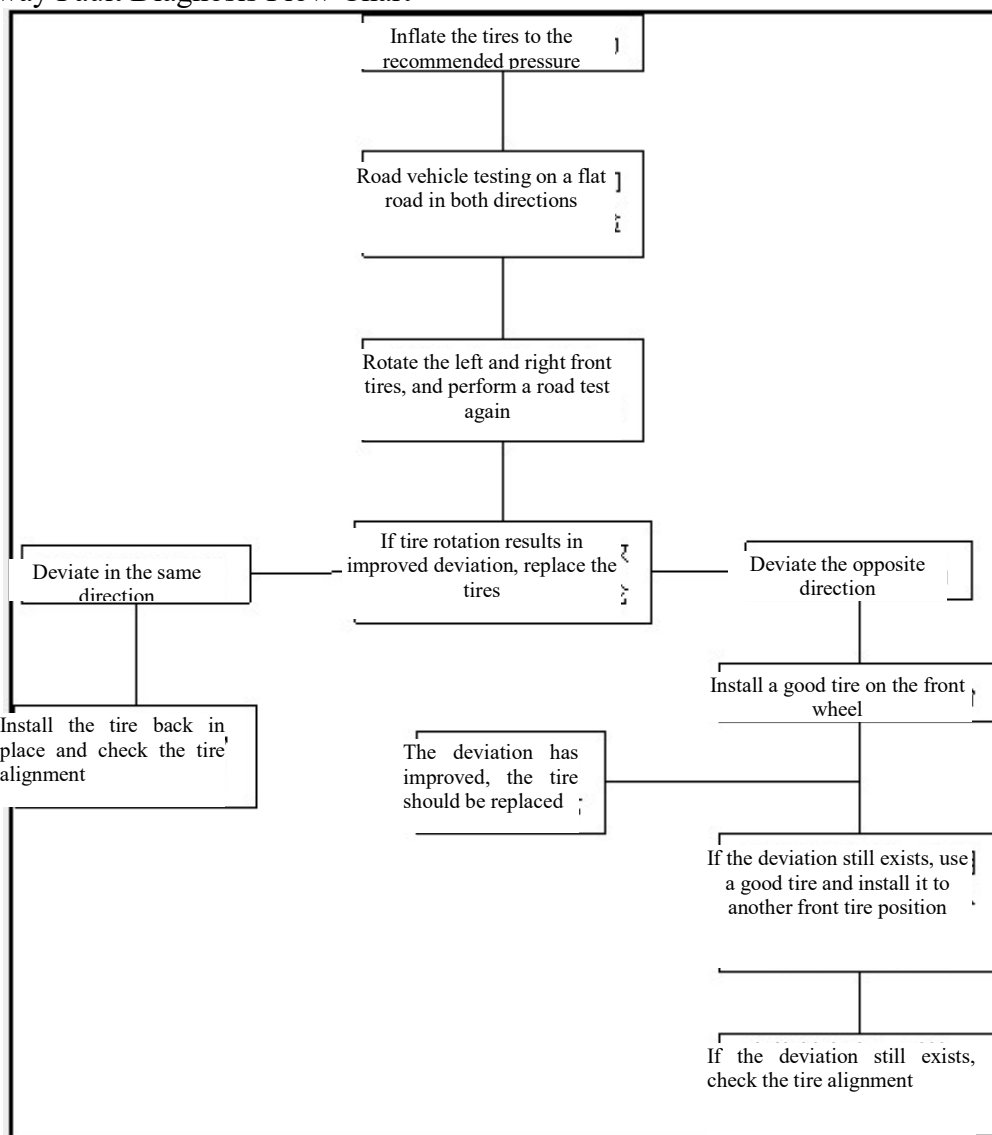 Fault Diagnosis Flow Chart
Inflate the tires to the
recommended pressure
Road vehicle testing on a flat
road in both directions
Rotate the left and right front
tires, and perform a road test
again
If tire rotation results in
improved deviation, replace the
tires
Deviate in the same
direction
Deviate the opposite
direction
Install the tire back in
place and check the tire
alignment
Install a good tire on the front
wheel
The deviation has
improved, the tire
should be replaced
If the deviation still exists, use
a good tire and install it to
another front tire position
If the deviation still exists,
check the tire alignment